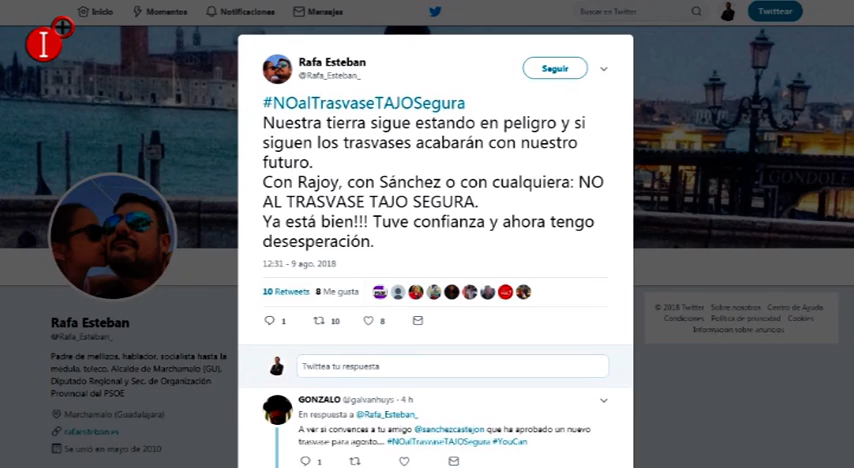 Inicio
Momentos
Notificaciones
Mensajes
Buscar en Twitter
Twittear
I
Rafa Esteban
@Rafa_Esteban_
Seguir
#NOalTrasvaseTAJOSegura
Nuestra tierra sigue estando en peligro y si
siguen los trasvases acabarán con nuestro
futuro.
Con Rajoy, con Sánchez o con cualquiera: NO
AL TRASVASE TAJO SEGURA.
Ya está bien!!! Tuve confianza y ahora tengo
desesperación.
12:31 - 9 ago. 2018
10 Retweets 8 Me gusta
1 10 8
Twittea tu respuesta
GONZALO @galvanhuys · 4 h
En respuesta a @Rafa_Esteban_
A ver si convences a tu amigo @sanchezcastejon que ha aprobado un nuevo
trasvase para agosto... #NOalTrasvaseTAJOSegura #YouCan
1
Rafa Esteban
@Rafa_Esteban_
Padre de mellizos, hablador, socialista hasta la
medula, teleco. Alcalde de Marchamalo (GU).
Diputado Regional y Sec. de Organización
Provincial del PSOE
Marchamalo (Guadalajara)
rafaesteban.es
Se unió en mayo de 2010
GONDOLE
© 2018 Twitter Sobre nosotros Centro de Ayuda
Condiciones Política de privacidad Cookies
Información sobre anuncios